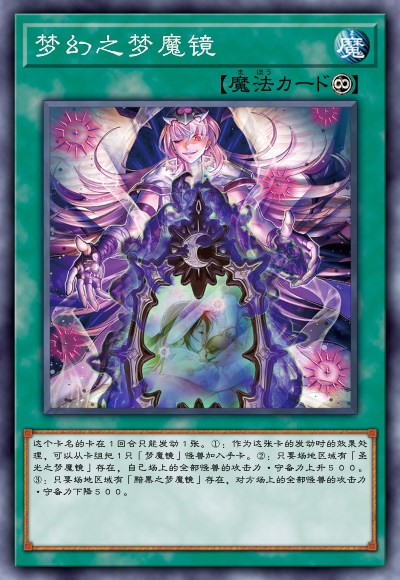 梦幻之梦魔镜
魔
【魔法カード】
ま ほう
这个卡名的卡在1回合只能发动1张。①：作为这张卡的发动时的效果处
理，可以从卡组把1只「梦魔镜」怪兽加入手卡。②：只要场地区域有「圣
光之梦魔镜」存在，自己场上的全部怪兽的攻击力·守备力上升500。
③：只要场地区域有「黯黑之梦魔镜」存在，对方场上的全部怪兽的攻击力
·守备力下降500。